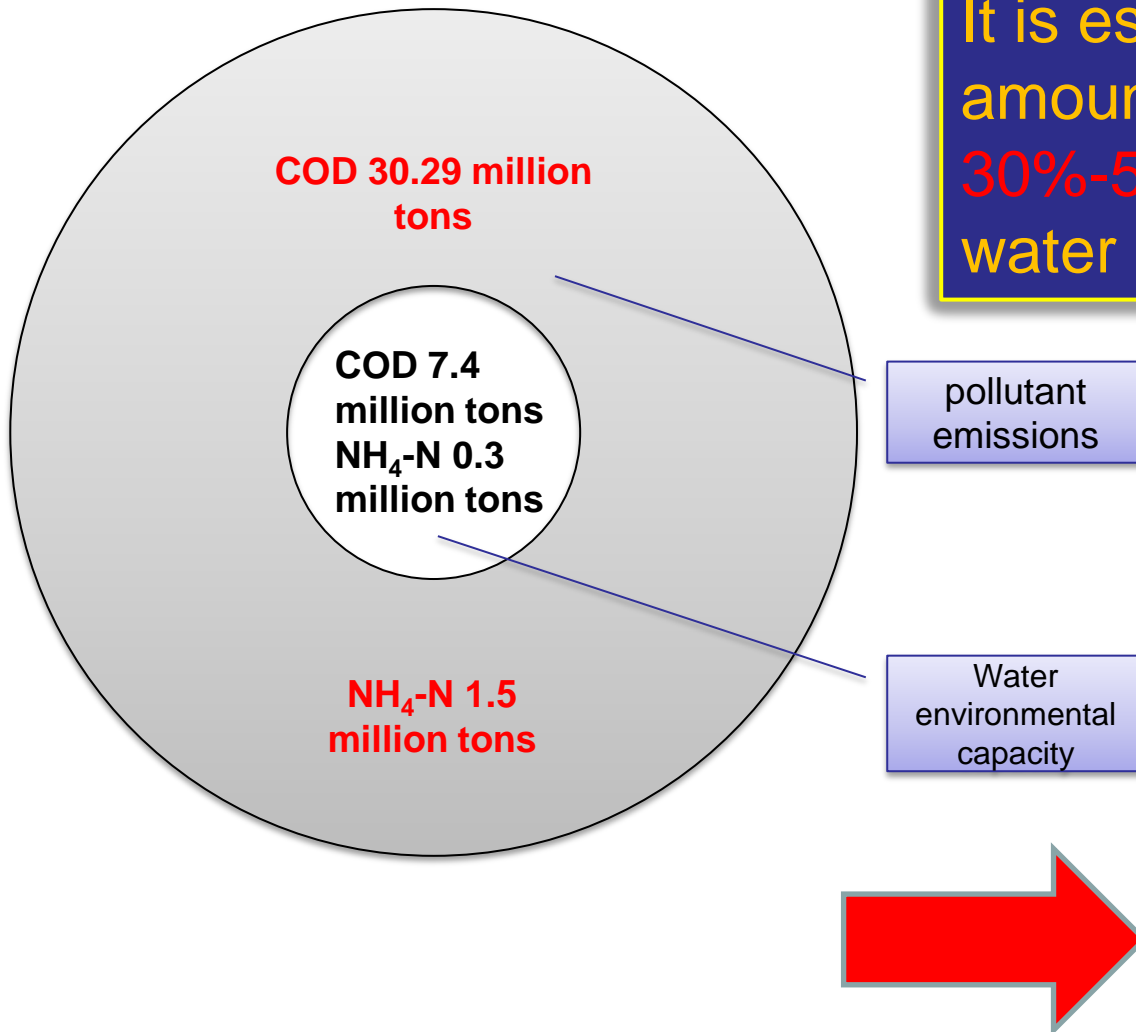 It is es
amoun
30%-5
water
COD 30.29 million
tons
COD 7.4
million tons
NH₄-N 0.3
million tons
pollutant
emissions
NH₄-N 1.5
million tons
Water
environmental
capacity